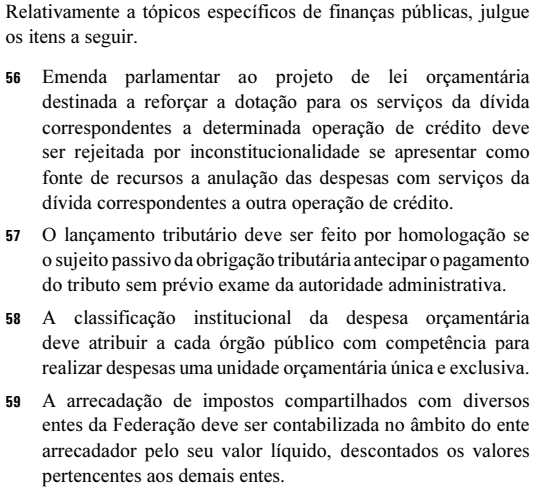 Relativamente a tópicos específicos de finanças públicas, julgue
os itens a seguir.
56 Emenda parlamentar ao projeto de lei orçamentária
destinada a reforçar a dotação para os serviços da dívida
correspondentes a determinada operação de crédito deve
ser rejeitada por inconstitucionalidade se apresentar como
fonte de recursos a anulação das despesas com serviços da
dívida correspondentes a outra operação de crédito.
57 O lançamento tributário deve ser feito por homologação se
o sujeito passivo da obrigação tributária antecipar o pagamento
do tributo sem prévio exame da autoridade administrativa.
58 A classificação institucional da despesa orçamentária
deve atribuir a cada órgão público com competência para
realizar despesas uma unidade orçamentária única e exclusiva.
59 A arrecadação de impostos compartilhados com diversos
entes da Federação deve ser contabilizada no âmbito do ente
arrecadador pelo seu valor líquido, descontados os valores
pertencentes aos demais entes.